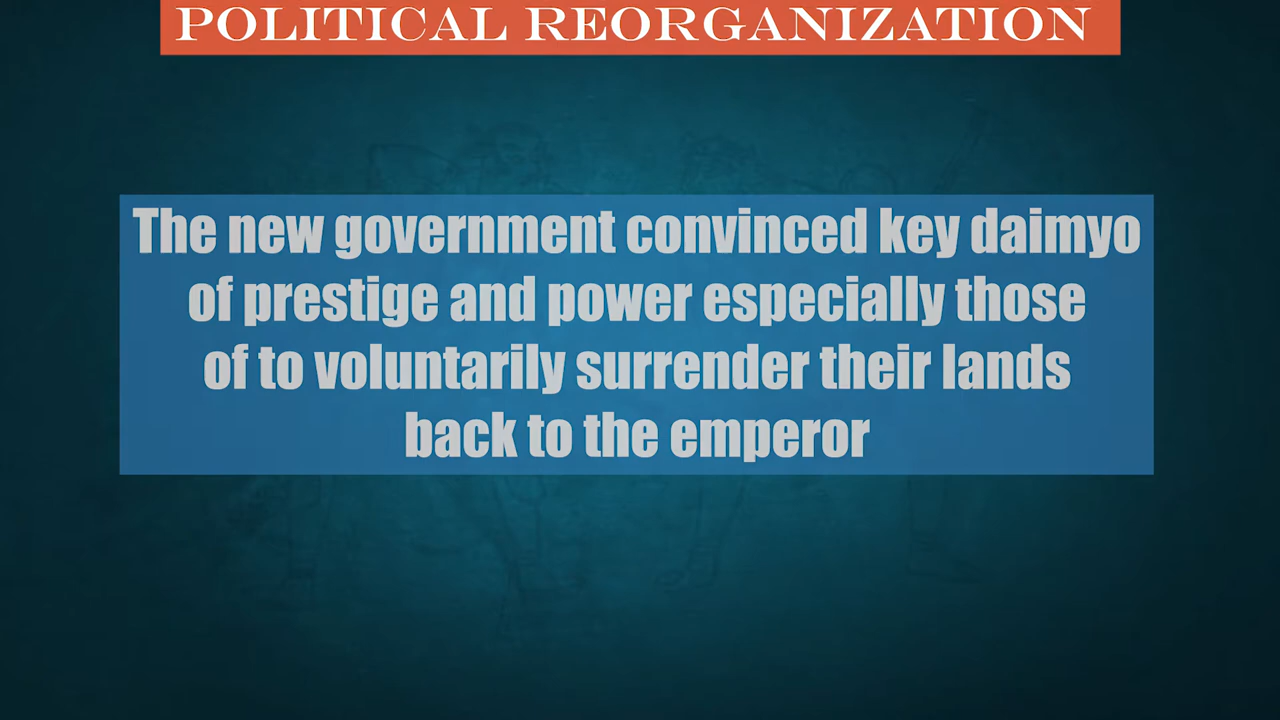 POLITICAL REORGANIZATION
The new government convinced key daimyo
of prestige and power especially those
of to voluntarily surrender their lands
back to the emperor